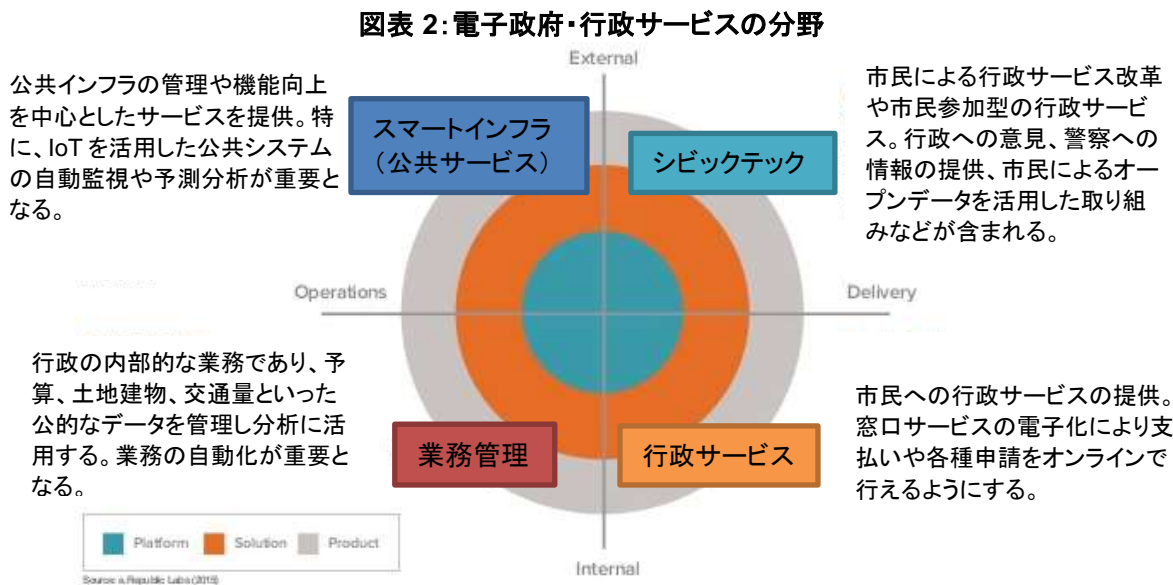 図表 2：電子政府・行政サービスの分野
External
公共インフラの管理や機能向上
を中心としたサービスを提供。特
に、IoT を活用した公共システム
の自動監視や予測分析が重要と
なる。
スマートインフラ
（公共サービス）
シビックテック
市民による行政サービス改革
や市民参加型の行政サービ
ス。行政への意見、警察への
情報の提供、市民によるオー
プンデータを活用した取り組
みなどが含まれる。
Operations
Delivery
行政の内部的な業務であり、予
算、土地建物、交通量といった
公的なデータを管理し分析に活
用する。業務の自動化が重要と
なる。
業務管理
行政サービス
市民への行政サービスの提供。
窓口サービスの電子化により支
払いや各種申請をオンラインで
行えるようにする。
Platform
Solution
Product
Internal
Source: e.Republic Labs (2015)